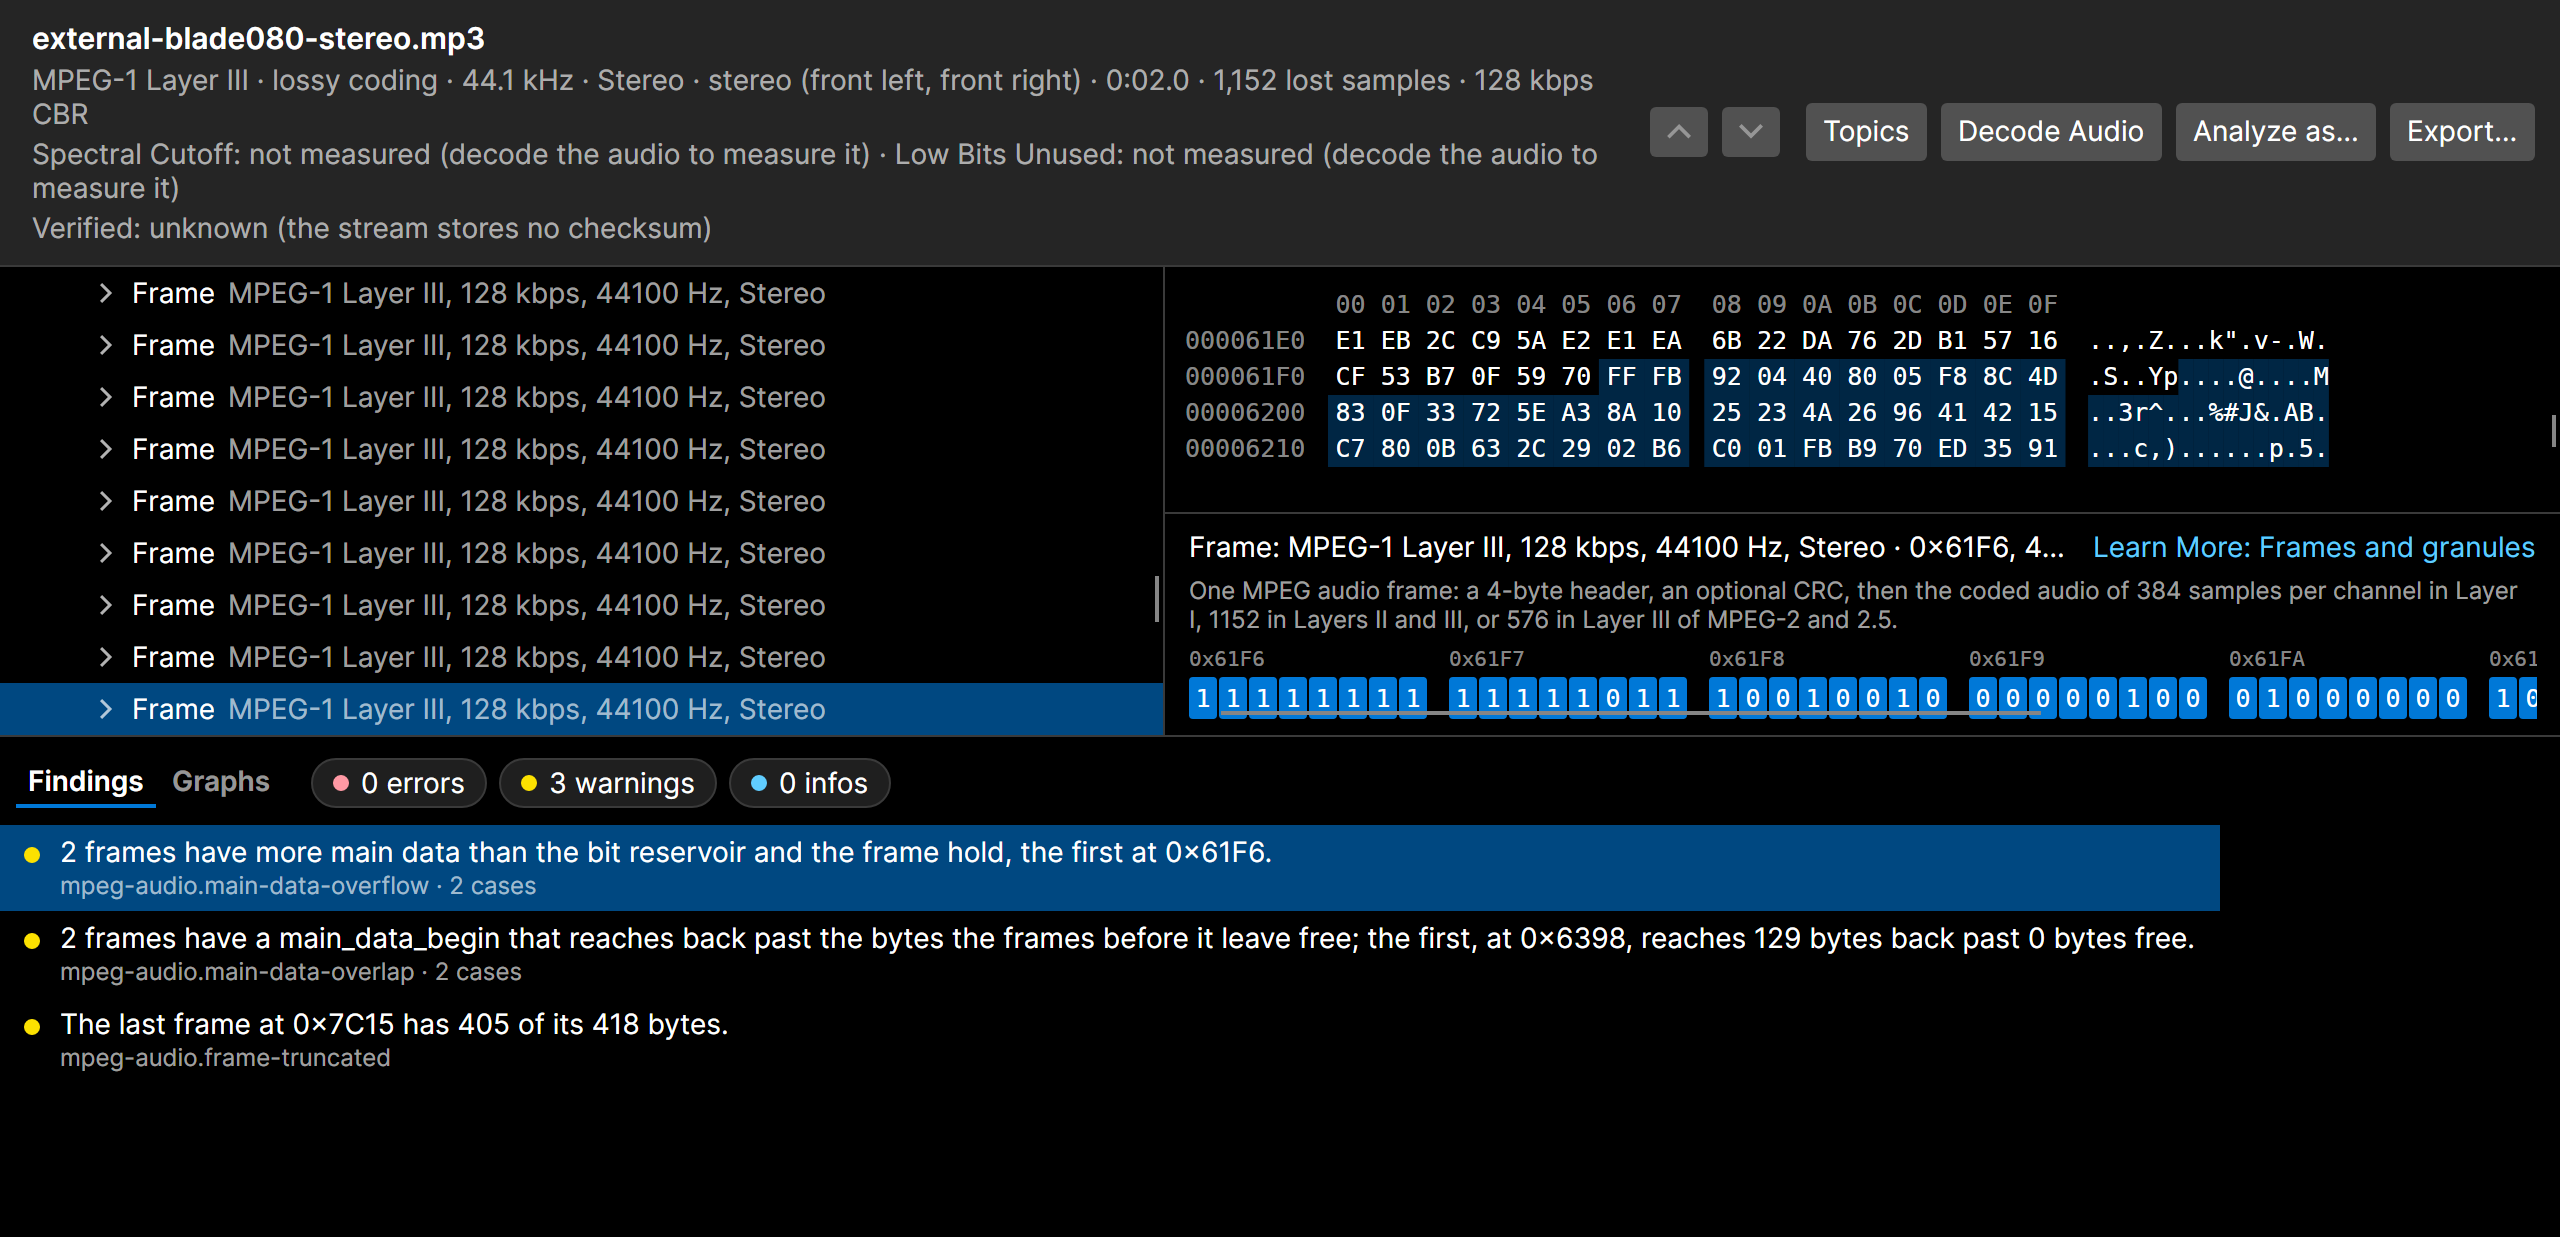 external-blade080-stereo.mp3
MPEG-1 Layer III · lossy coding · 44.1 kHz · Stereo · stereo (front left, front right) · 0:02.0 · 1,152 lost samples · 128 kbps
CBR
Spectral Cutoff: not measured (decode the audio to measure it) · Low Bits Unused: not measured (decode the audio to
measure it)
Verified: unknown (the stream stores no checksum)
Topics
Decode Audio
Analyze as...
Export...
Frame MPEG-1 Layer III, 128 kbps, 44100 Hz, Stereo
Frame MPEG-1 Layer III, 128 kbps, 44100 Hz, Stereo
Frame MPEG-1 Layer III, 128 kbps, 44100 Hz, Stereo
Frame MPEG-1 Layer III, 128 kbps, 44100 Hz, Stereo
Frame MPEG-1 Layer III, 128 kbps, 44100 Hz, Stereo
Frame MPEG-1 Layer III, 128 kbps, 44100 Hz, Stereo
Frame MPEG-1 Layer III, 128 kbps, 44100 Hz, Stereo
Frame MPEG-1 Layer III, 128 kbps, 44100 Hz, Stereo
Frame MPEG-1 Layer III, 128 kbps, 44100 Hz, Stereo
00 01 02 03 04 05 06 07 08 09 0A 0B 0C 0D 0E 0F
000061E0 E1 EB 2C C9 5A E2 E1 EA 6B 22 DA 76 2D B1 57 16 ..,.Z...k".v-.W.
000061F0 CF 53 B7 0F 59 70 FF FB 92 04 40 80 05 F8 8C 4D .S..Yp....@....M
00006200 83 0F 33 72 5E A3 8A 10 25 23 4A 26 96 41 42 15 ..3r^...%#J&.AB.
00006210 C7 80 0B 63 2C 29 02 B6 C0 01 FB B9 70 ED 35 91 ...c,)......p.5.
Frame: MPEG-1 Layer III, 128 kbps, 44100 Hz, Stereo · 0×61F6, 4... Learn More: Frames and granules
One MPEG audio frame: a 4-byte header, an optional CRC, then the coded audio of 384 samples per channel in Layer
I, 1152 in Layers II and III, or 576 in Layer III of MPEG-2 and 2.5.
0x61F6 0x61F7 0x61F8 0x61F9 0x61FA 0x61
1 1 1 1 1 1 1 1 1 1 1 1 1 0 1 1 1 0 0 1 0 0 1 0 0 0 0 0 0 1 0 0 0 1 0 0 0 0 0 0 1 0
Findings
Graphs
0 errors
3 warnings
0 infos
2 frames have more main data than the bit reservoir and the frame hold, the first at 0×61F6.
mpeg-audio.main-data-overflow · 2 cases
2 frames have a main_data_begin that reaches back past the bytes the frames before it leave free; the first, at 0×6398, reaches 129 bytes back past 0 bytes free.
mpeg-audio.main-data-overlap · 2 cases
The last frame at 0×7C15 has 405 of its 418 bytes.
mpeg-audio.frame-truncated